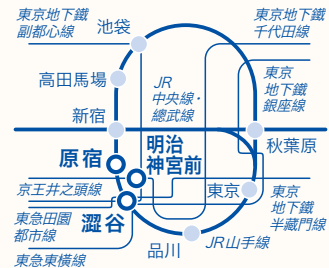 東京地下鐵
副都心線
池袋
東京地下鐵
千代田線
高田馬場
JR
中央線・
總武線
東京
地下鐵
銀座線
新宿
原宿
明治
神宮前
秋葉原
京王井之頭線
東京
東京
地下鐵
半藏門線
東急田園
都市線
澀谷
東急東橫線
品川
JR山手線